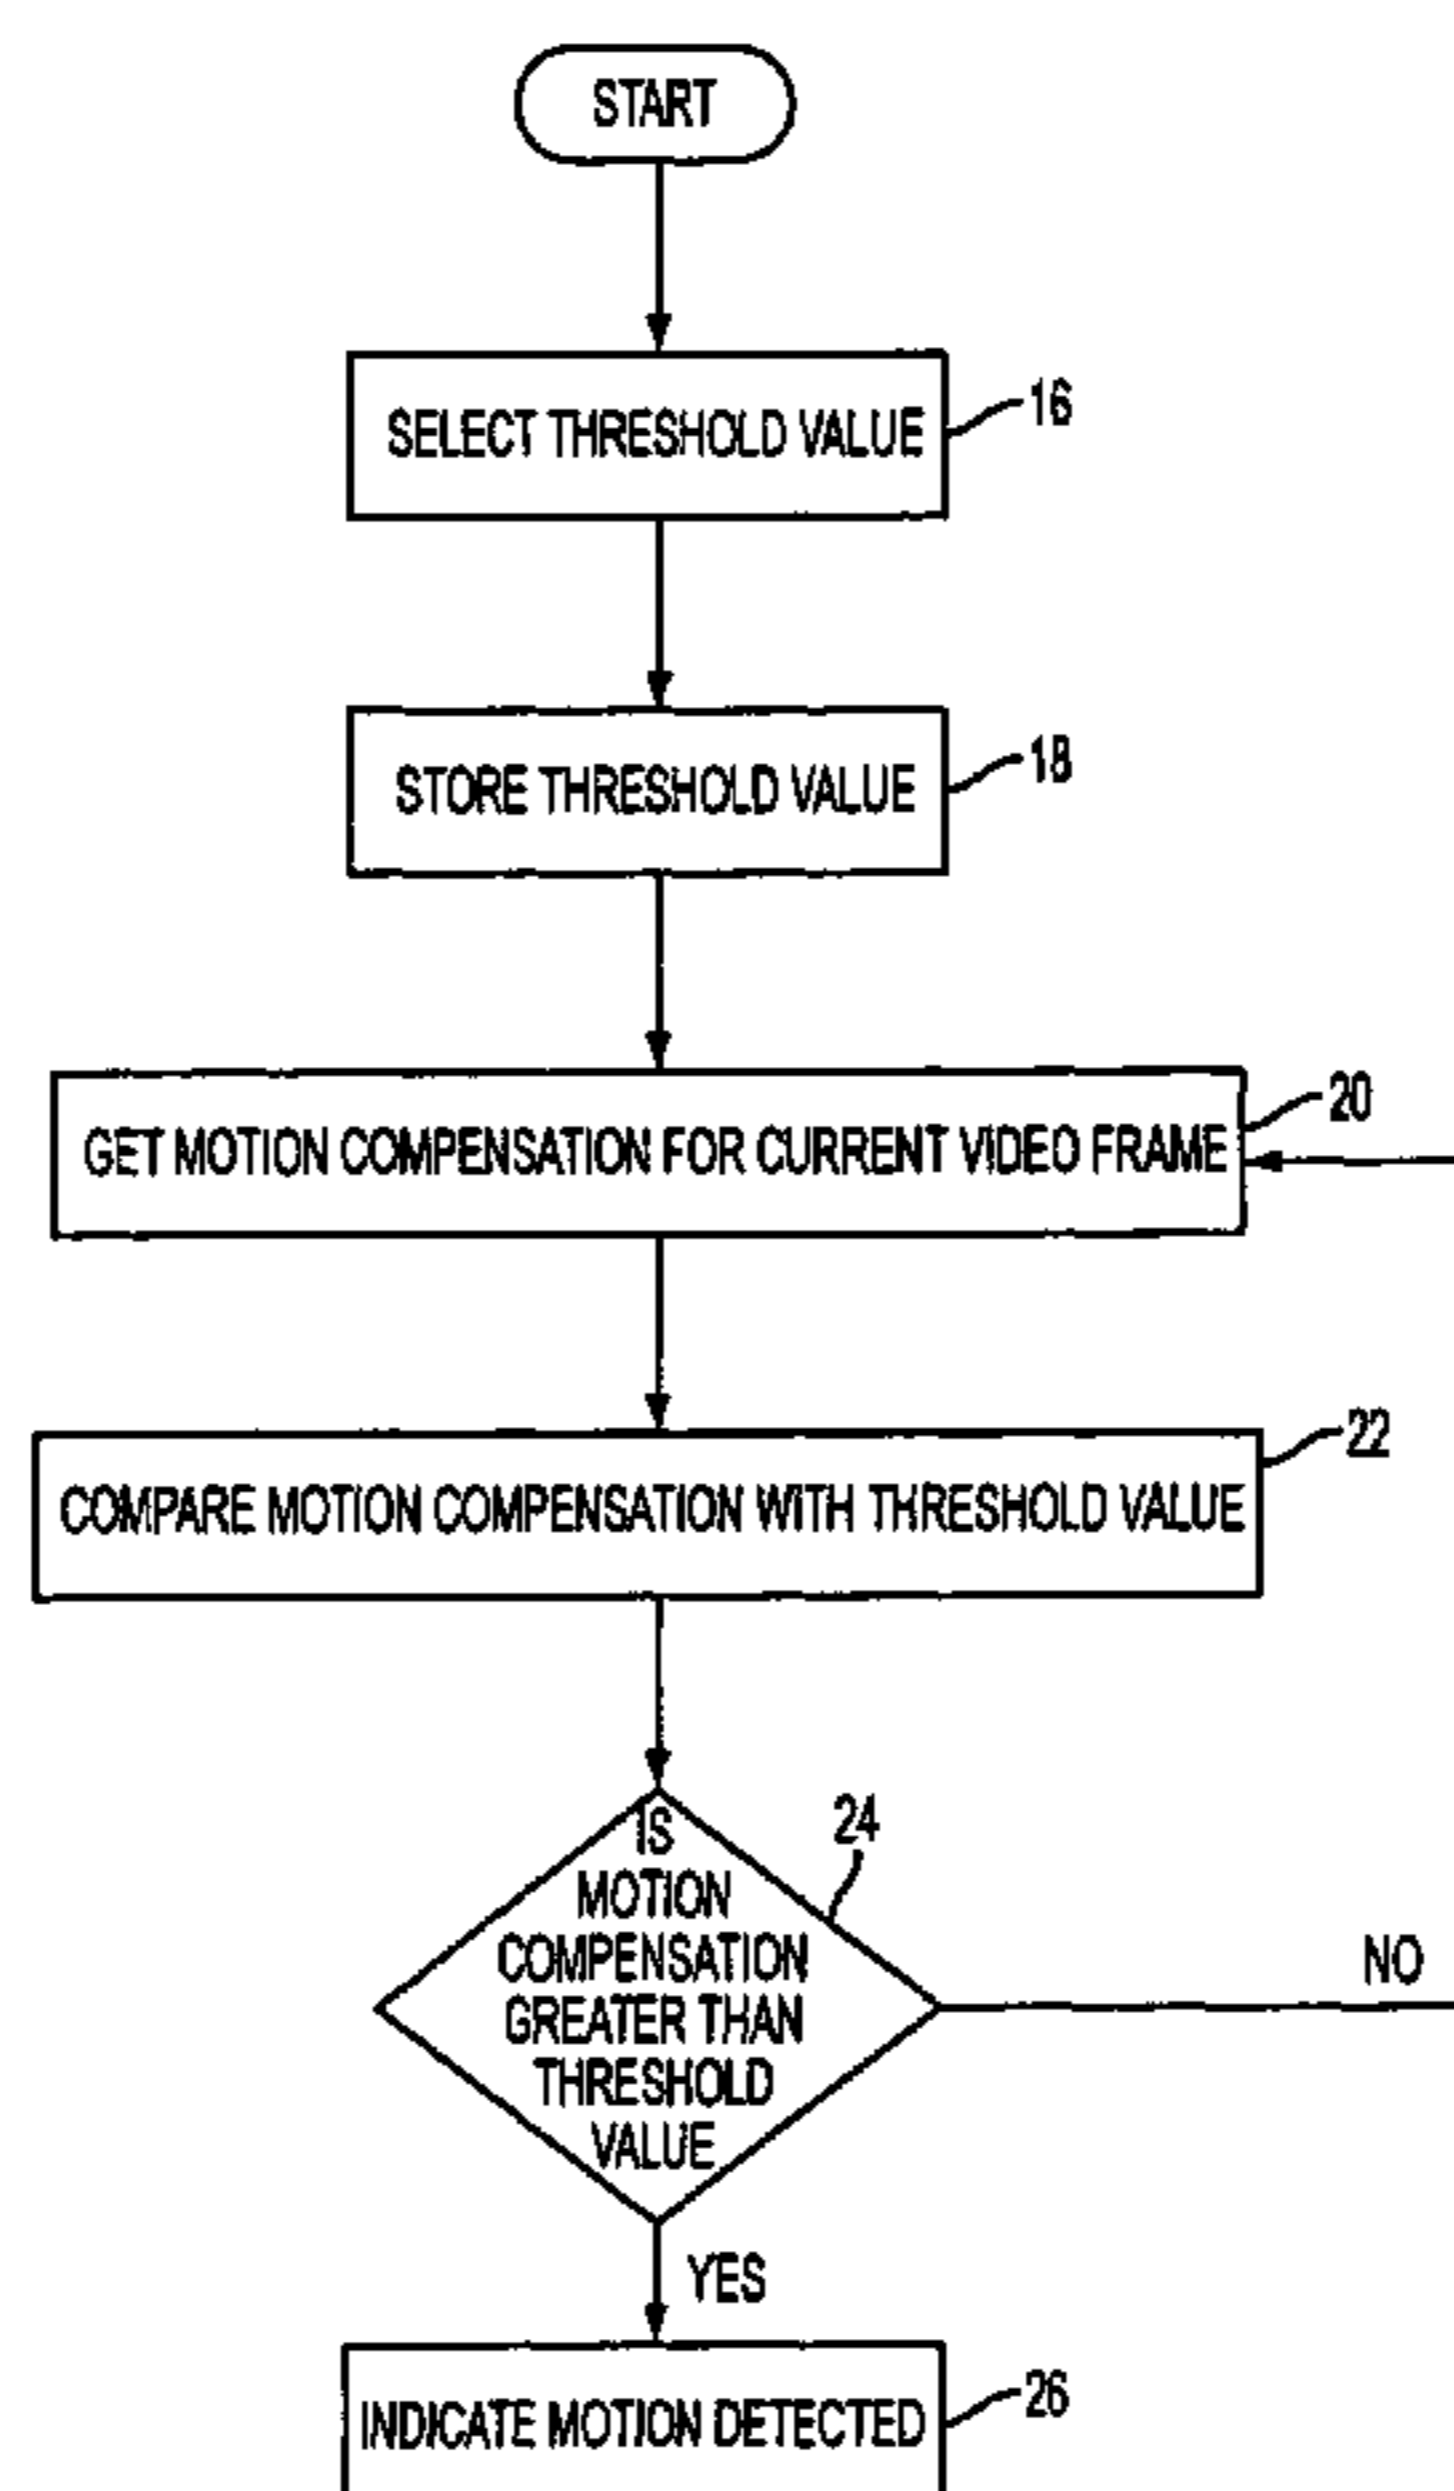 START
SELECT THRESHOLD VALUE
16
STORE THRESHOLD VALUE
18
GET MOTION COMPENSATION FOR CURRENT VIDEO FRAME
20
COMPARE MOTION COMPENSATION WITH THRESHOLD VALUE
22
IS
MOTION
COMPENSATION
GREATER THAN
THRESHOLD
VALUE
24
NO
YES
INDICATE MOTION DETECTED
26